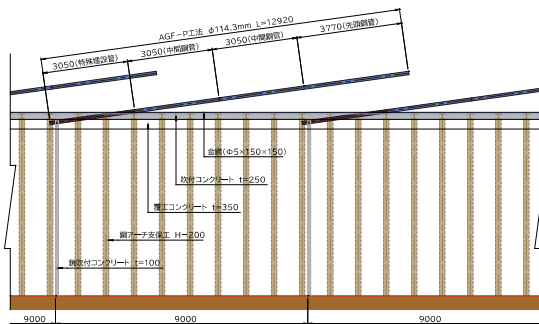 AGF-P工法 φ114.3mm L=12920
3050(特殊埋設管)
3050(中間鋼管)
3050(中間鋼管)
3770(先頭鋼管)
金網(Φ5×150×150)
吹付コンクリート t=250
覆工コンクリート t=350
鋼アーチ支保工 H=200
鏡吹付コンクリート t=100
9000
9000
9000